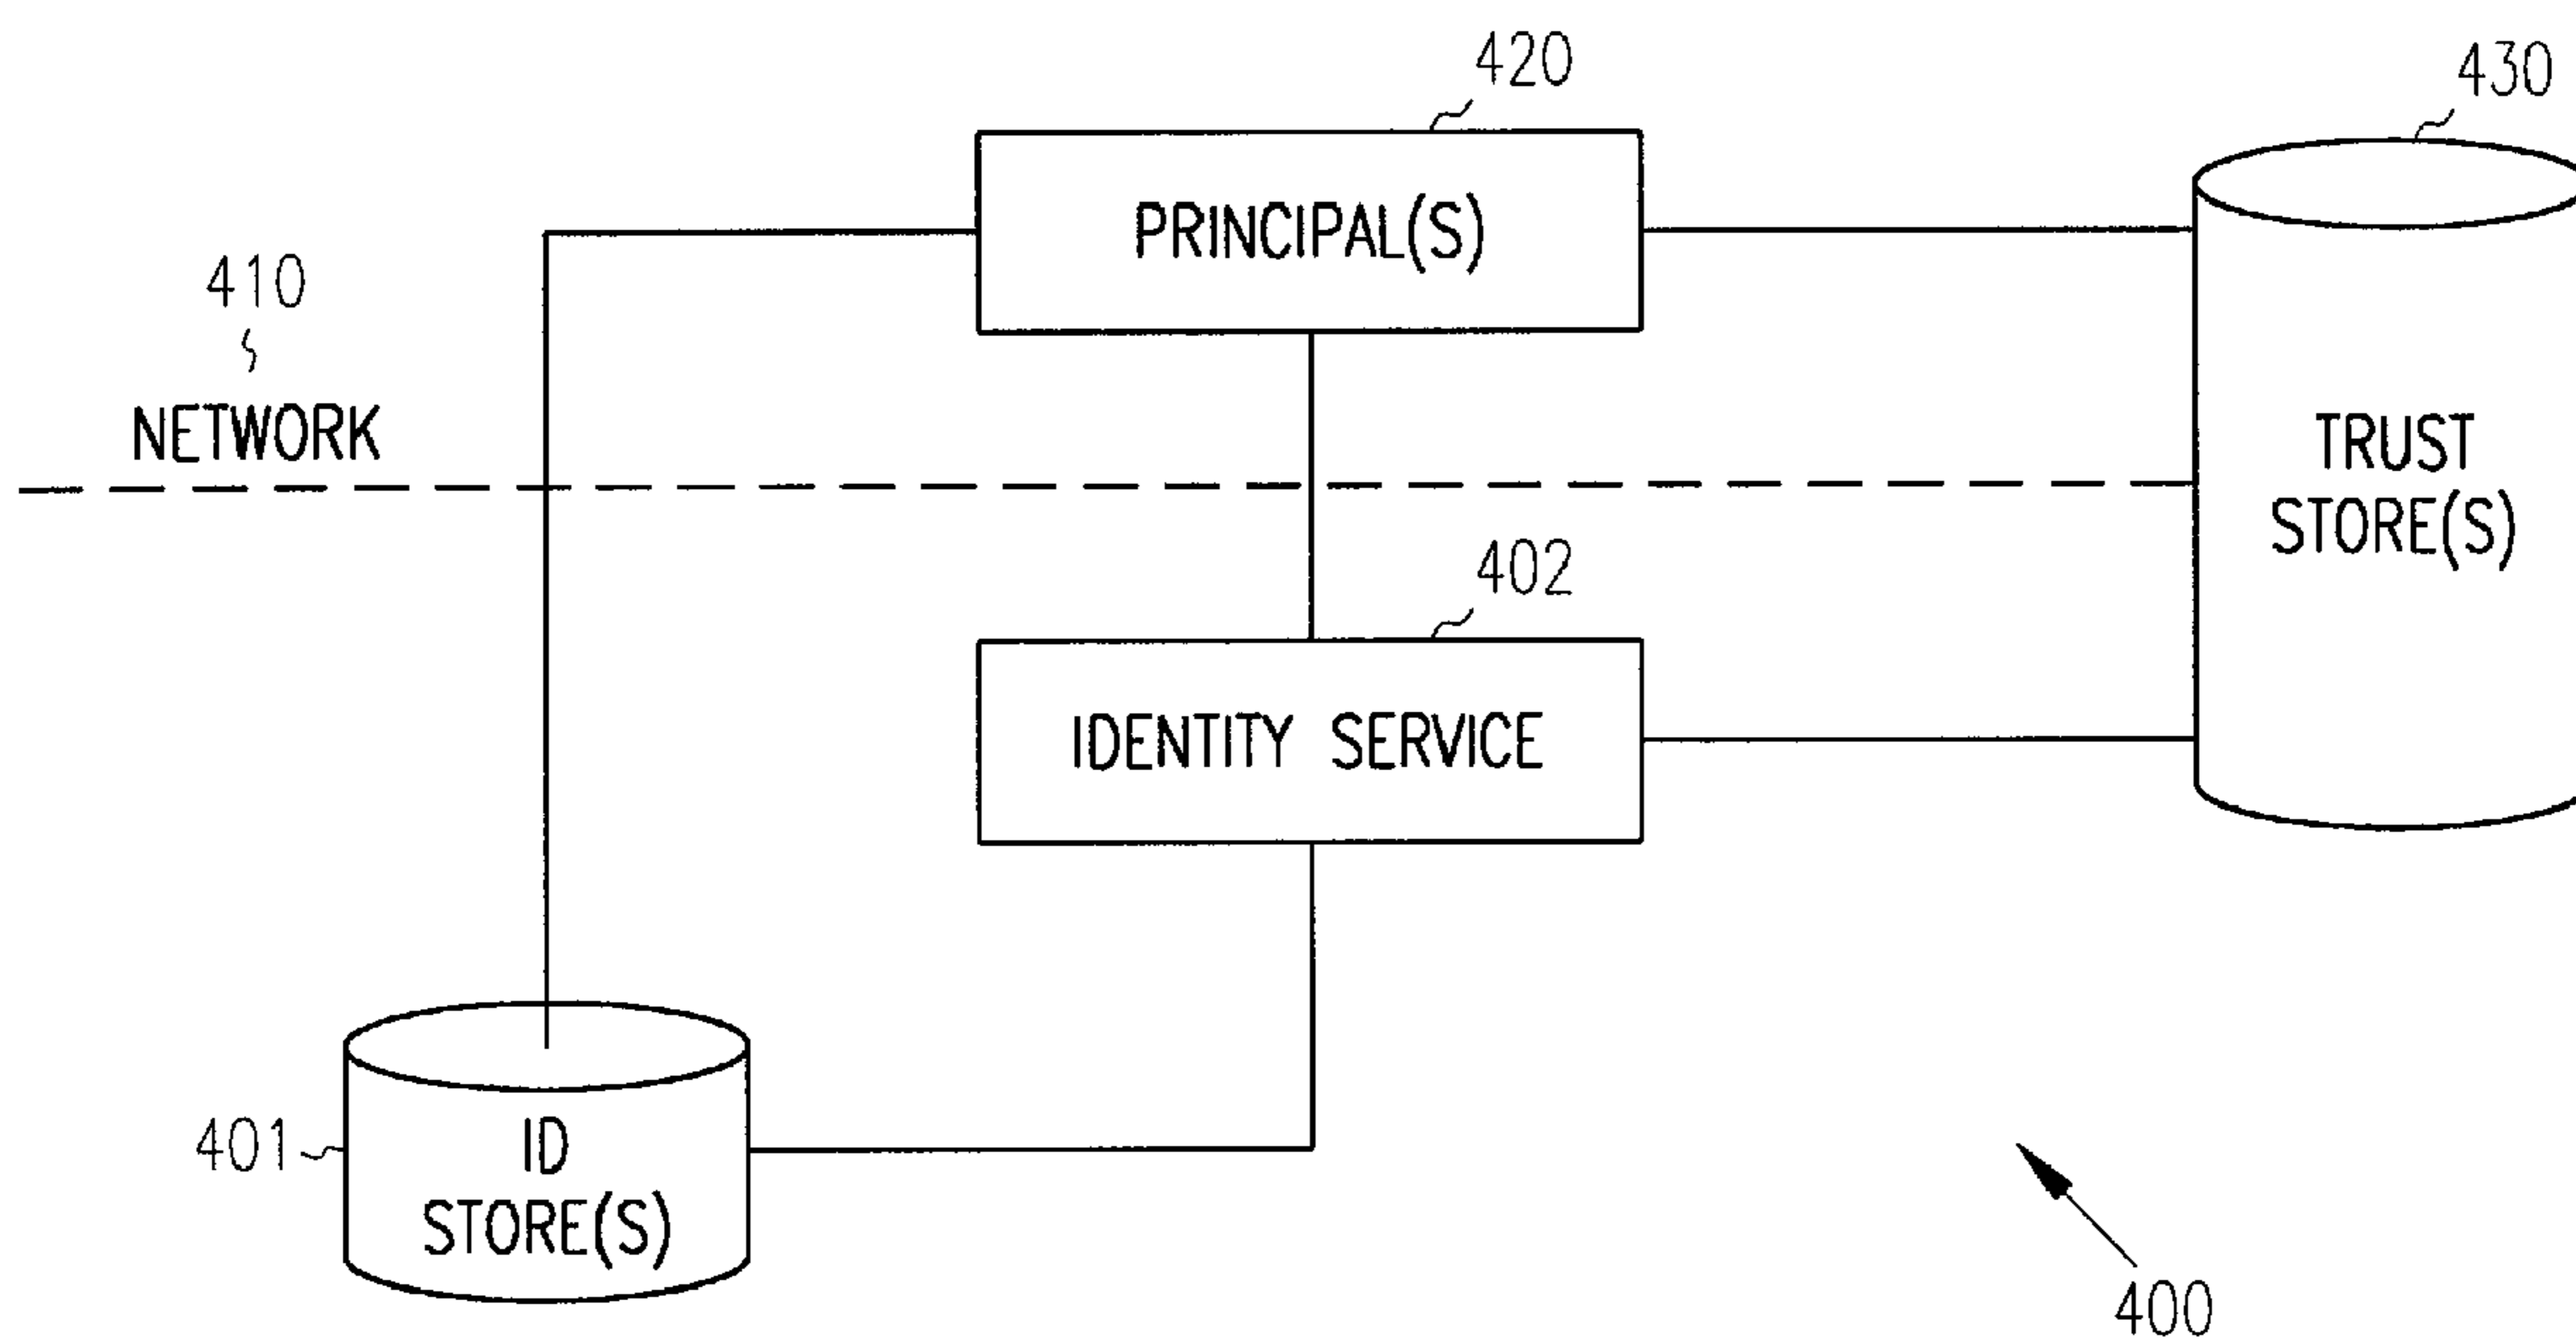 420
430
PRINCIPAL(S)
410
NETWORK
TRUST
STORE(S)
402
IDENTITY SERVICE
401
ID
STORE(S)
400